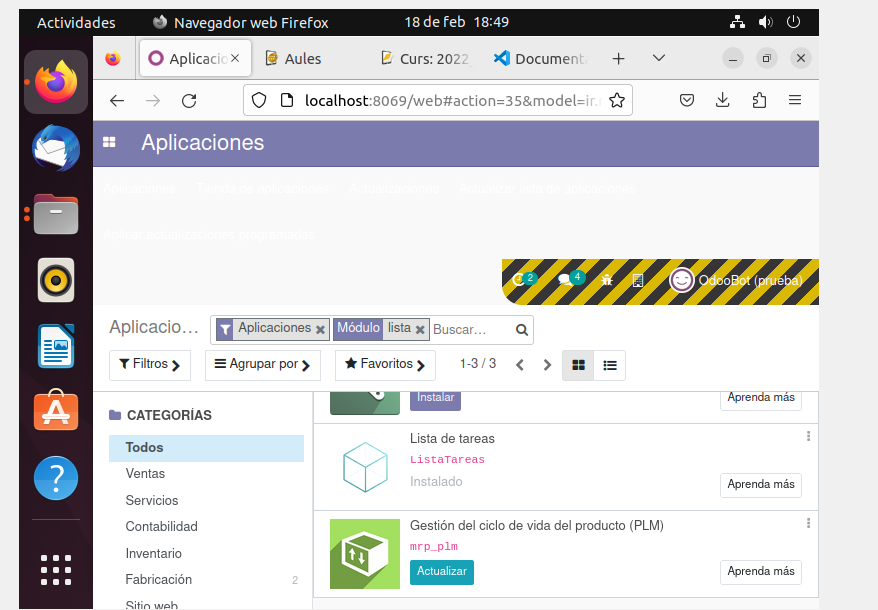 Actividades Navegador web Firefox 18 de feb 18:49
Aplicacio Aules Curs: 2022_ Document
localhost:8069/web#action=35&model=ir.
Aplicaciones
Aplicaciones Tienda de aplicaciones Actualizaciones Actualizar lista de aplicaciones
Aplicar actualizaciones programadas
2 4 OdooBot (prueba)
Aplicacio... Aplicaciones Módulo lista Buscar...
Filtros Agrupar por Favoritos 1-3 / 3
CATEGORÍAS
Todos
Ventas
Servicios
Contabilidad
Inventario
Fabricación 2
Sitio web
Instalar Aprenda más
Lista de tareas
ListaTareas
Instalado
Aprenda más
Gestión del ciclo de vida del producto (PLM)
mrp_plm
Actualizar Aprenda más